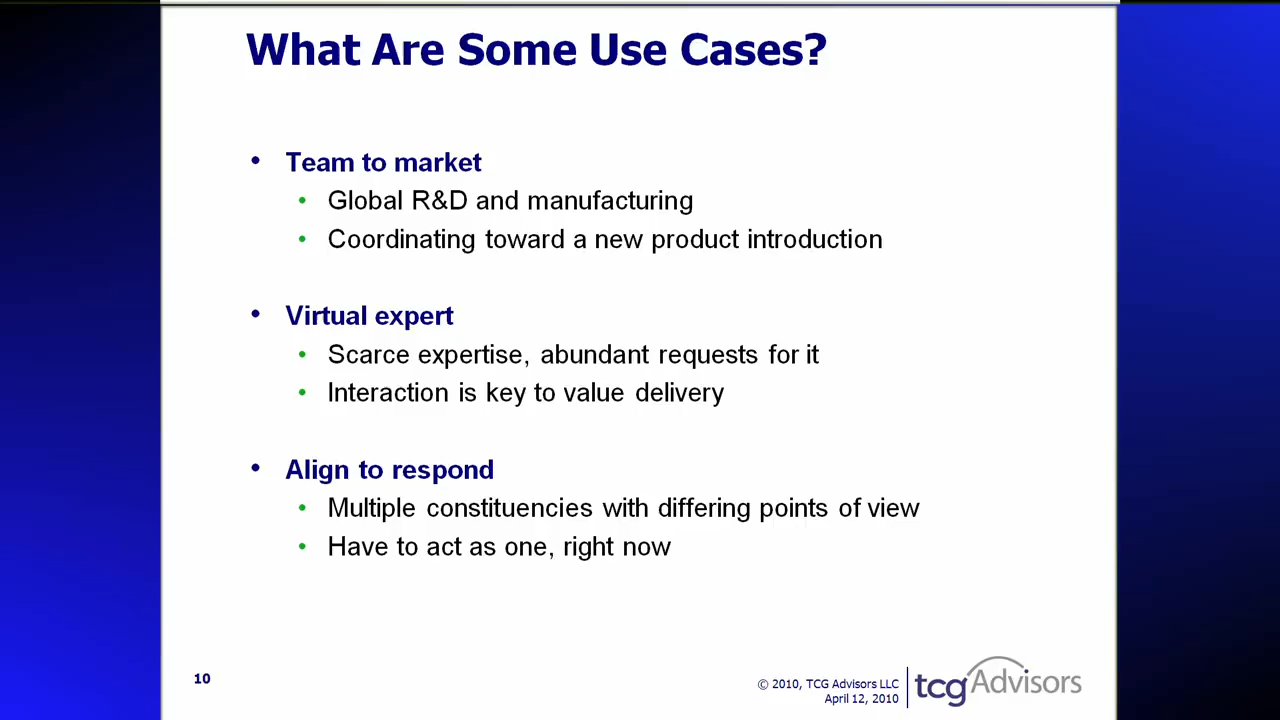 What Are Some Use Cases?
• Team to market
• Global R&D and manufacturing
• Coordinating toward a new product introduction
• Virtual expert
• Scarce expertise, abundant requests for it
• Interaction is key to value delivery
• Align to respond
• Multiple constituencies with differing points of view
• Have to act as one, right now
10
© 2010, TCG Advisors LLC
April 12, 2010
tcgAdvisors